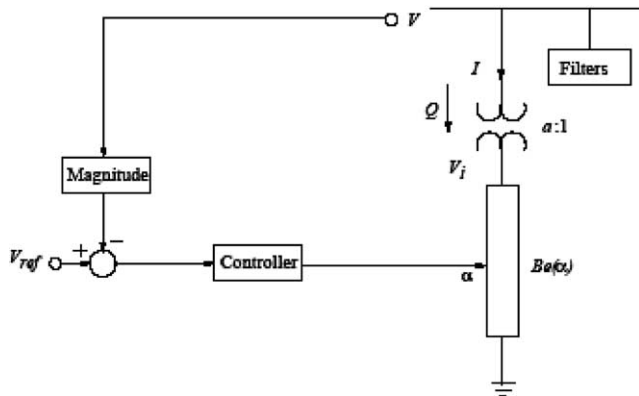 V
I
Filters
Q
a:1
Magnitude
V_i
+
−
V_ref
Controller
α
Be(α)